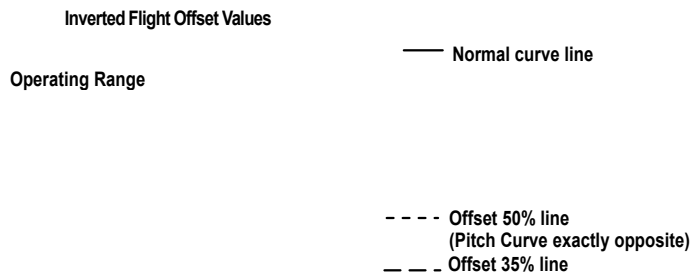 Inverted Flight Offset Values
Normal curve line
Operating Range
Offset 50% line
(Pitch Curve exactly opposite)
Offset 35% line